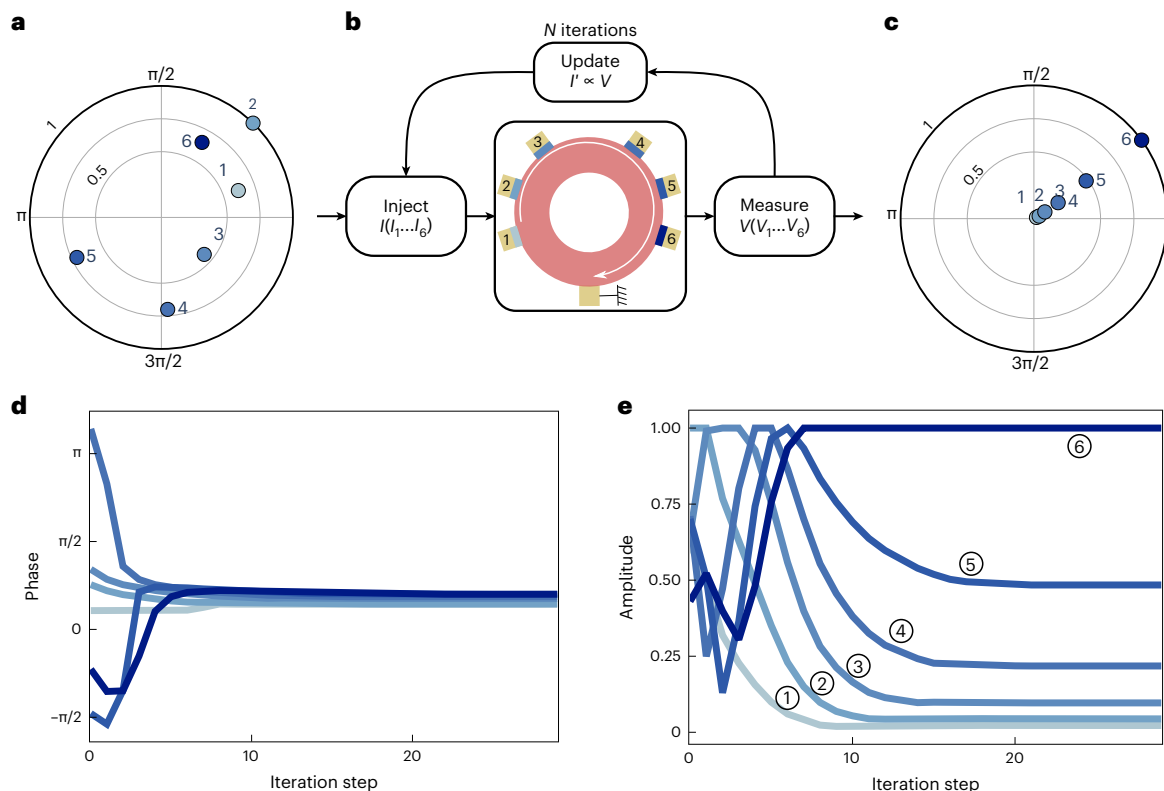 a
π/2
1
0.5
π
3π/2
1
2
3
4
5
6
b
N iterations
Update
I' ∝ V
Inject
I(I₁...I₆)
1
2
3
4
5
6
Measure
V(V₁...V₆)
c
π/2
1
0.5
π
3π/2
1
2
3
4
5
6
d
Phase
π
π/2
0
−π/2
0
10
20
Iteration step
e
Amplitude
1.00
0.75
0.50
0.25
0
1
2
3
4
5
6
0
10
20
Iteration step